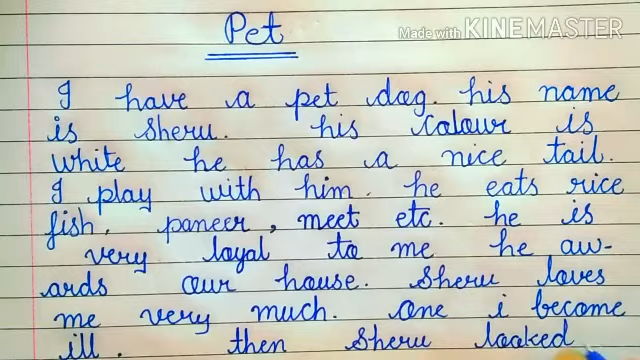 Made with KINEMASTER
Pet
I have a pet dog. his name
is Sheru. his colour is
white he has a nice tail.
I play with him. he eats rice
fish, paneer, meet etc. he is
very loyal to me he aw-
ards our house. Sheru loves
me very much. one i become
ill. then Sheru looked